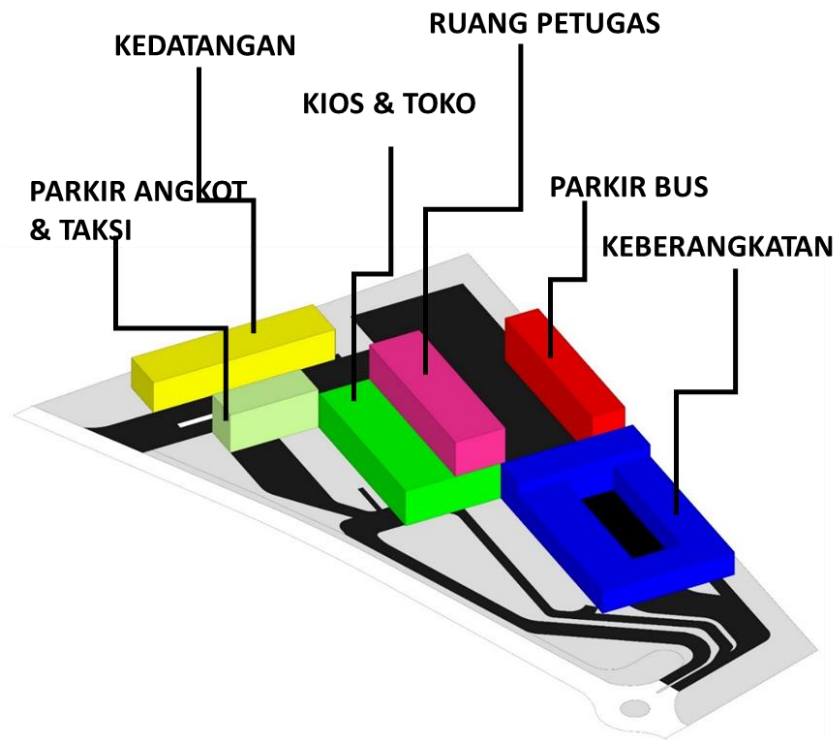 RUANG PETUGAS
KEDATANGAN
KIOS & TOKO
PARKIR ANGKOT
& TAKSI
PARKIR BUS
KEBERANGKATAN